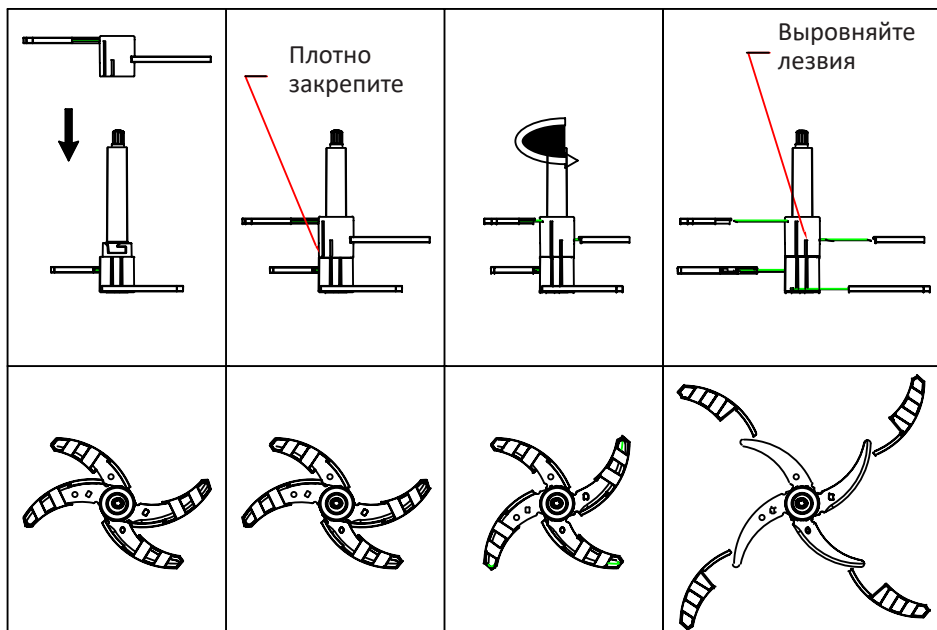 Плотно
закрепите
Выровняйте
лезвия